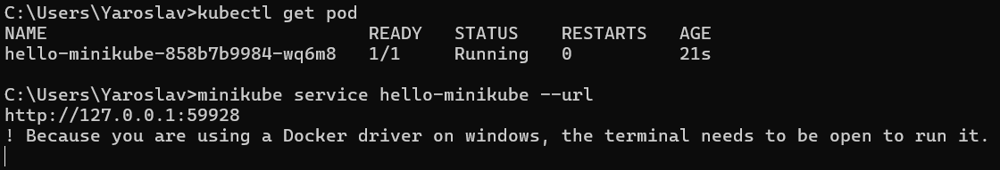 C:\Users\Yaroslav>kubectl get pod
NAME                              READY   STATUS    RESTARTS   AGE
hello-minikube-858b7b9984-wq6m8   1/1     Running   0          21s
C:\Users\Yaroslav>minikube service hello-minikube --url
http://127.0.0.1:59928
! Because you are using a Docker driver on windows, the terminal needs to be open to run it.